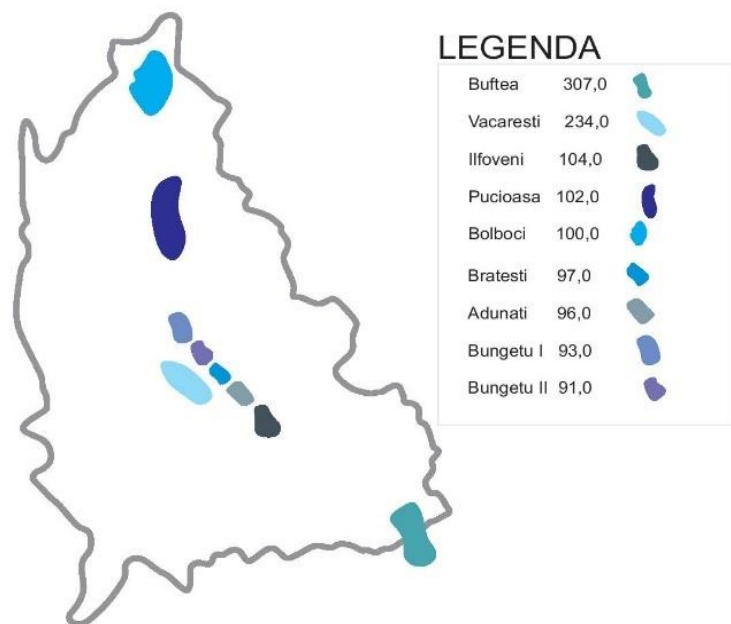 LEGENDA
Buftea 307,0
Vacaresti 234,0
Ilfoveni 104,0
Pucioasa 102,0
Bolboci 100,0
Bratesti 97,0
Adunati 96,0
Bungetu I 93,0
Bungetu II 91,0